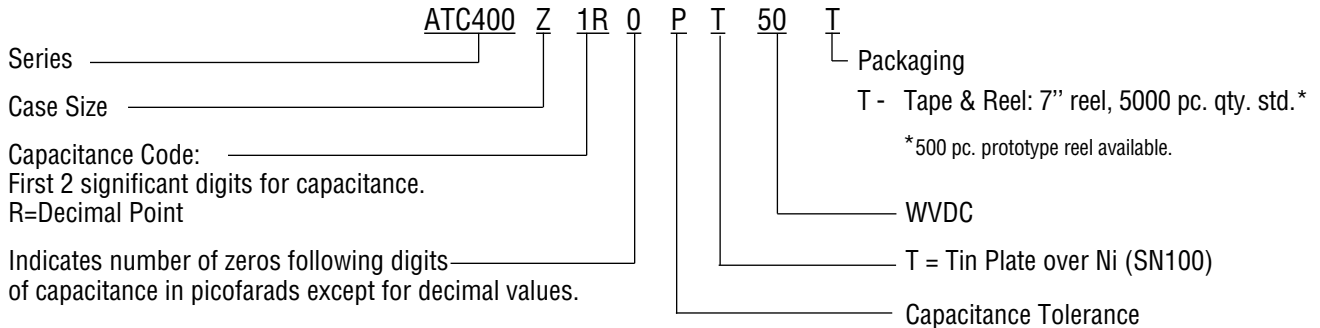 ATC400 Z 1R 0 P T 50 T
Series
Case Size
Capacitance Code:
First 2 significant digits for capacitance.
R=Decimal Point
Indicates number of zeros following digits
of capacitance in picofarads except for decimal values.
Packaging
T - Tape & Reel: 7’’ reel, 5000 pc. qty. std.*
*500 pc. prototype reel available.
WVDC
T = Tin Plate over Ni (SN100)
Capacitance Tolerance